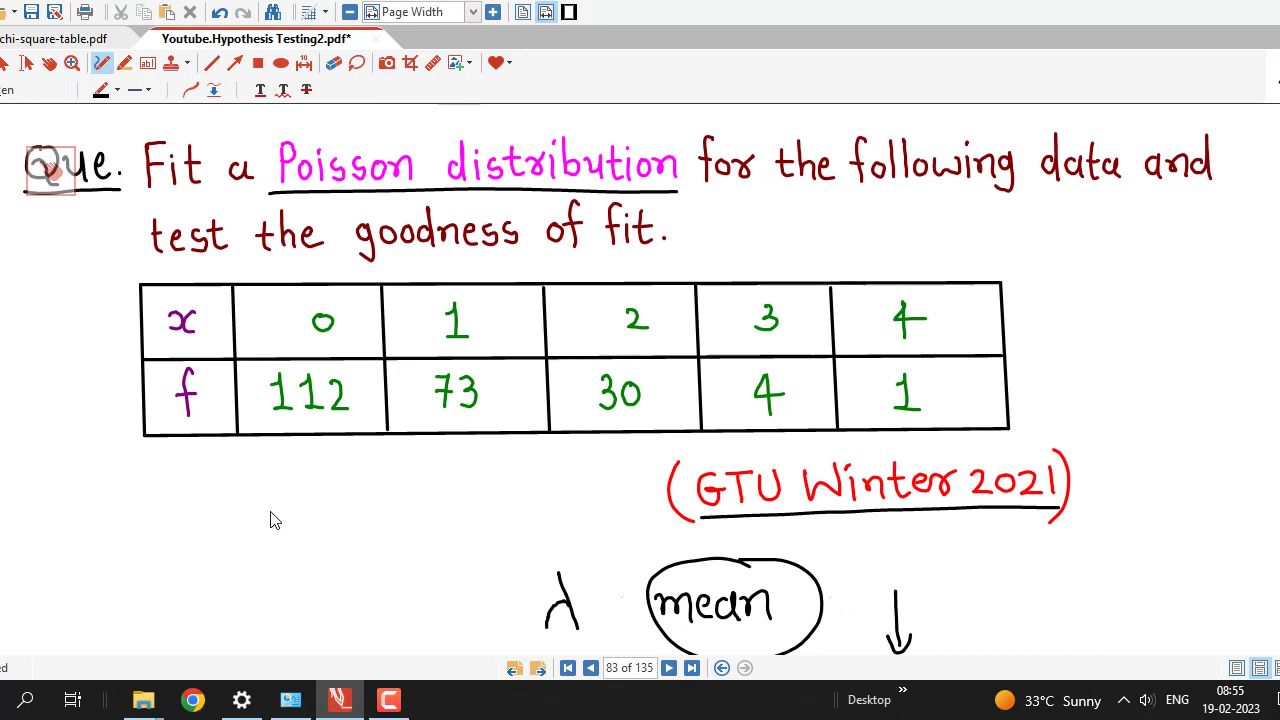 Page Width
chi-square-table.pdf
Youtube.Hypothesis Testing2.pdf*
Que. Fit a Poisson distribution for the following data and
test the goodness of fit.
x 0 1 2 3 4
f 112 73 30 4 1
(GTU Winter 2021)
λ mean ↓
83 of 135
Desktop
33°C Sunny
ENG
08:55
19-02-2023